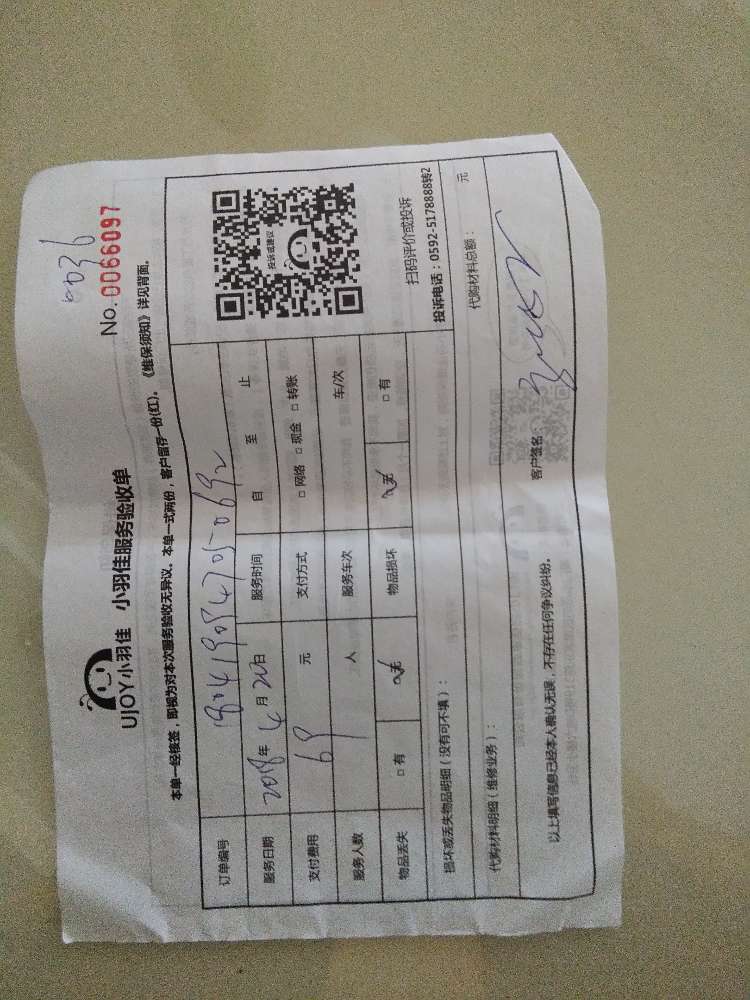 0036
No. 0066097
UJOY小羽佳 小羽佳服务验收单
本单一经核签，即视为对本次服务验收无异议、本单一式两份，客户留存一份(红)。《维保须知》详见背面。
订单编号
服务日期 2018年 4月 20日 服务时间 自 至 止
支付费用 69 元 支付方式 □ 网络 □ 现金 □ 转账
服务人数 1 人 服务车次 车/次
物品丢失 □ 有 无 物品损坏 无 □ 有
投诉或建议
扫码评价或投诉
投诉电话：0592-5178888转2
损坏或丢失物品明细（没有可不填）：
代购材料明细（维修业务）： 代购材料总额： 元
以上填写信息已经本人确认无误，不存在任何争议纠纷。 客户签名：